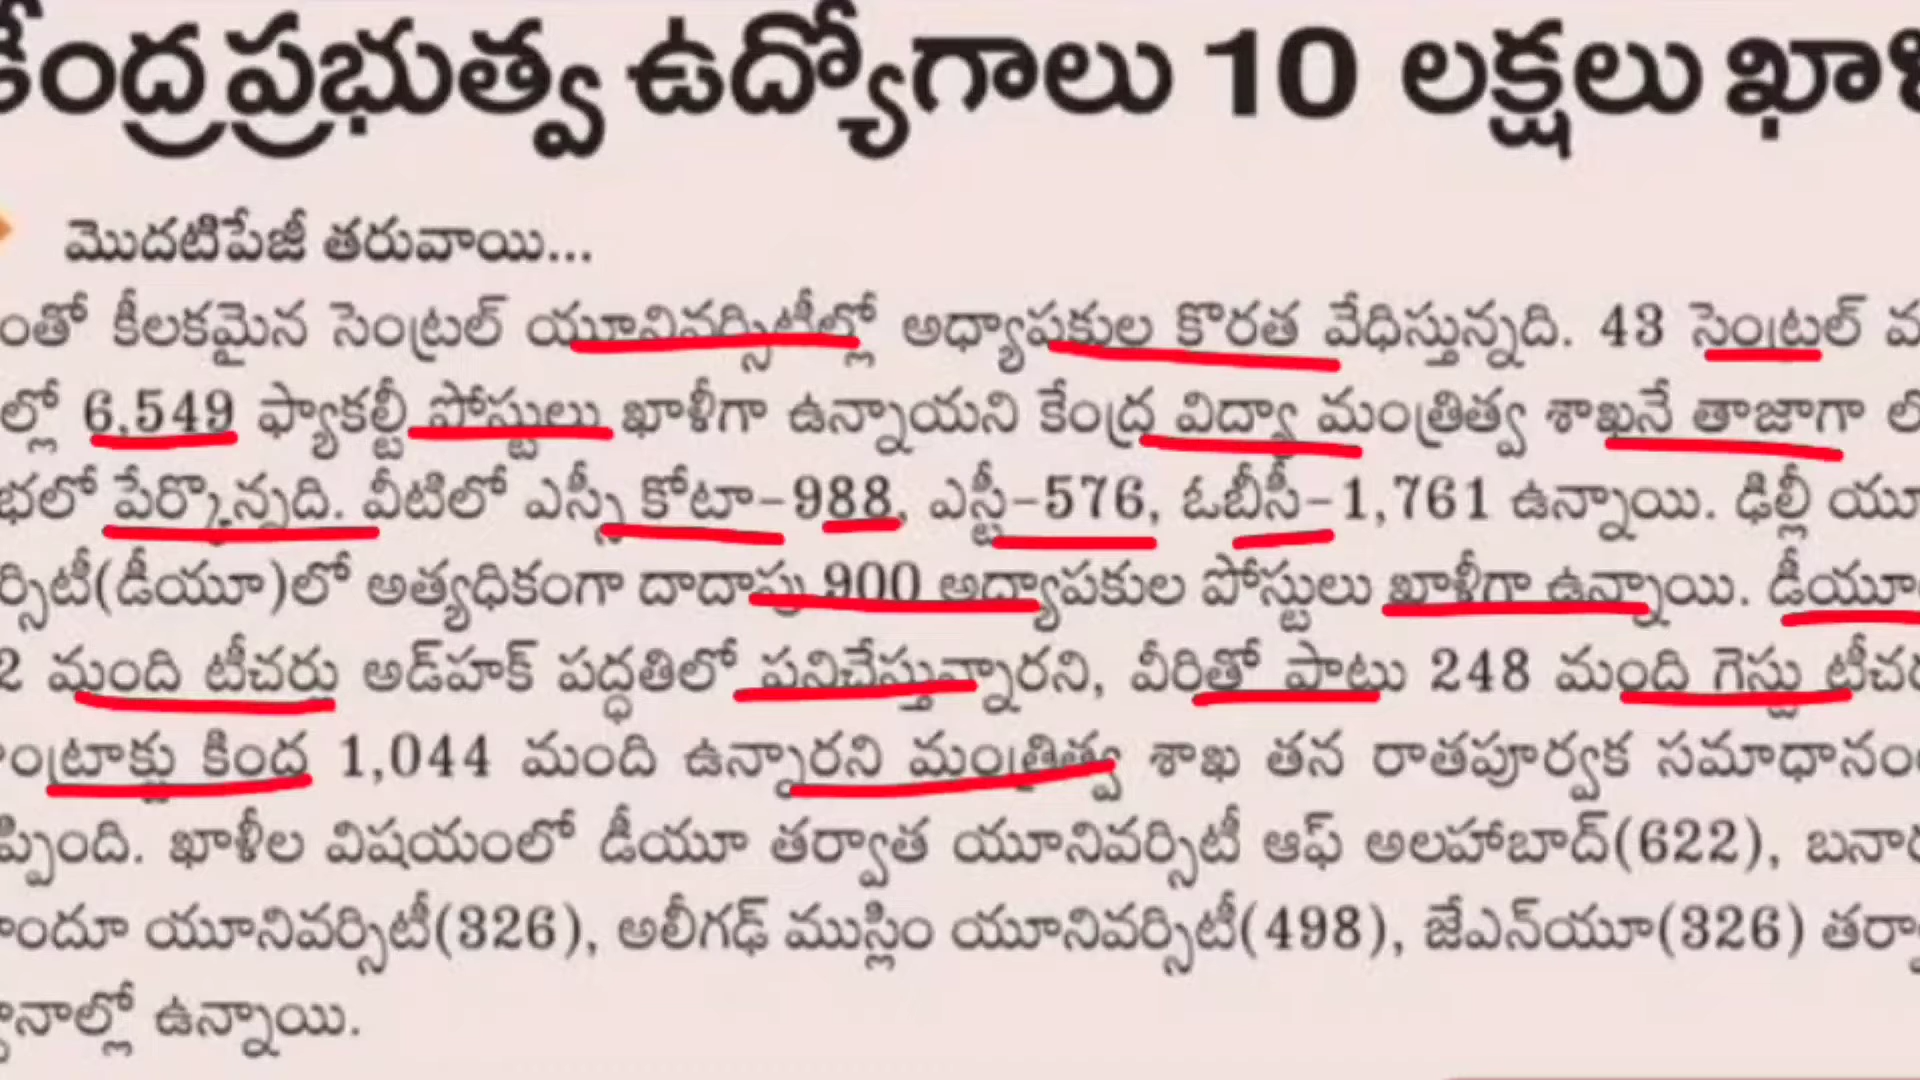 కేంద్ర ప్రభుత్వ ఉద్యోగాలు 10 లక్షలు
మొదటిపేజీ తరువాయి...
కీలకమైన సెంట్రల్ యూనివర్సిటీల్లో అధ్యాపకుల కొరత వేధిస్తున్నది. 43 సెంట్రల్
6,549 ఫ్యాకల్టీ పోస్టులు ఖాళీగా ఉన్నాయని కేంద్ర విద్యా మంత్రిత్వ శాఖనే తాజాగా
పేర్కొన్నది. వీటిలో ఎస్సీ కోటా-988, ఎస్టీ-576, ఓబీసీ-1,761 ఉన్నాయి. ఢిల్లీ
(డీయూ)లో అత్యధికంగా దాదాపు 900 అధ్యాపకుల పోస్టులు ఖాళీగా ఉన్నాయి.
మంది టీచర్లు అడ్‌హక్ పద్ధతిలో పనిచేస్తున్నారని, వీరితో పాటు 248 మంది గెస్టు
కింద 1,044 మంది ఉన్నారని మంత్రిత్వ శాఖ తన రాతపూర్వక
ఖాళీల విషయంలో డీయూ తర్వాత యూనివర్సిటీ ఆఫ్ అలహాబాద్(622),
యూనివర్సిటీ(326), అలీగఢ్ ముస్లిం యూనివర్సిటీ(498), జేఎన్‌యూ(326)
ఉన్నాయి.